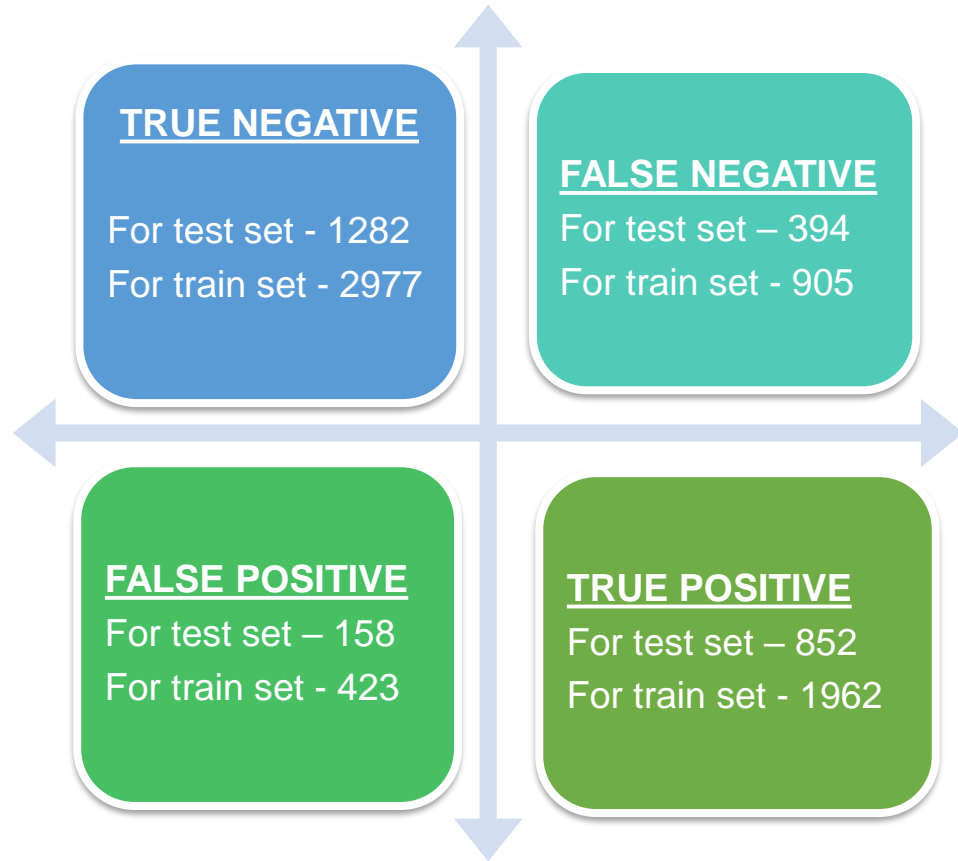 TRUE NEGATIVE
For test set - 1282
For train set - 2977
FALSE NEGATIVE
For test set – 394
For train set - 905
FALSE POSITIVE
For test set – 158
For train set - 423
TRUE POSITIVE
For test set – 852
For train set - 1962